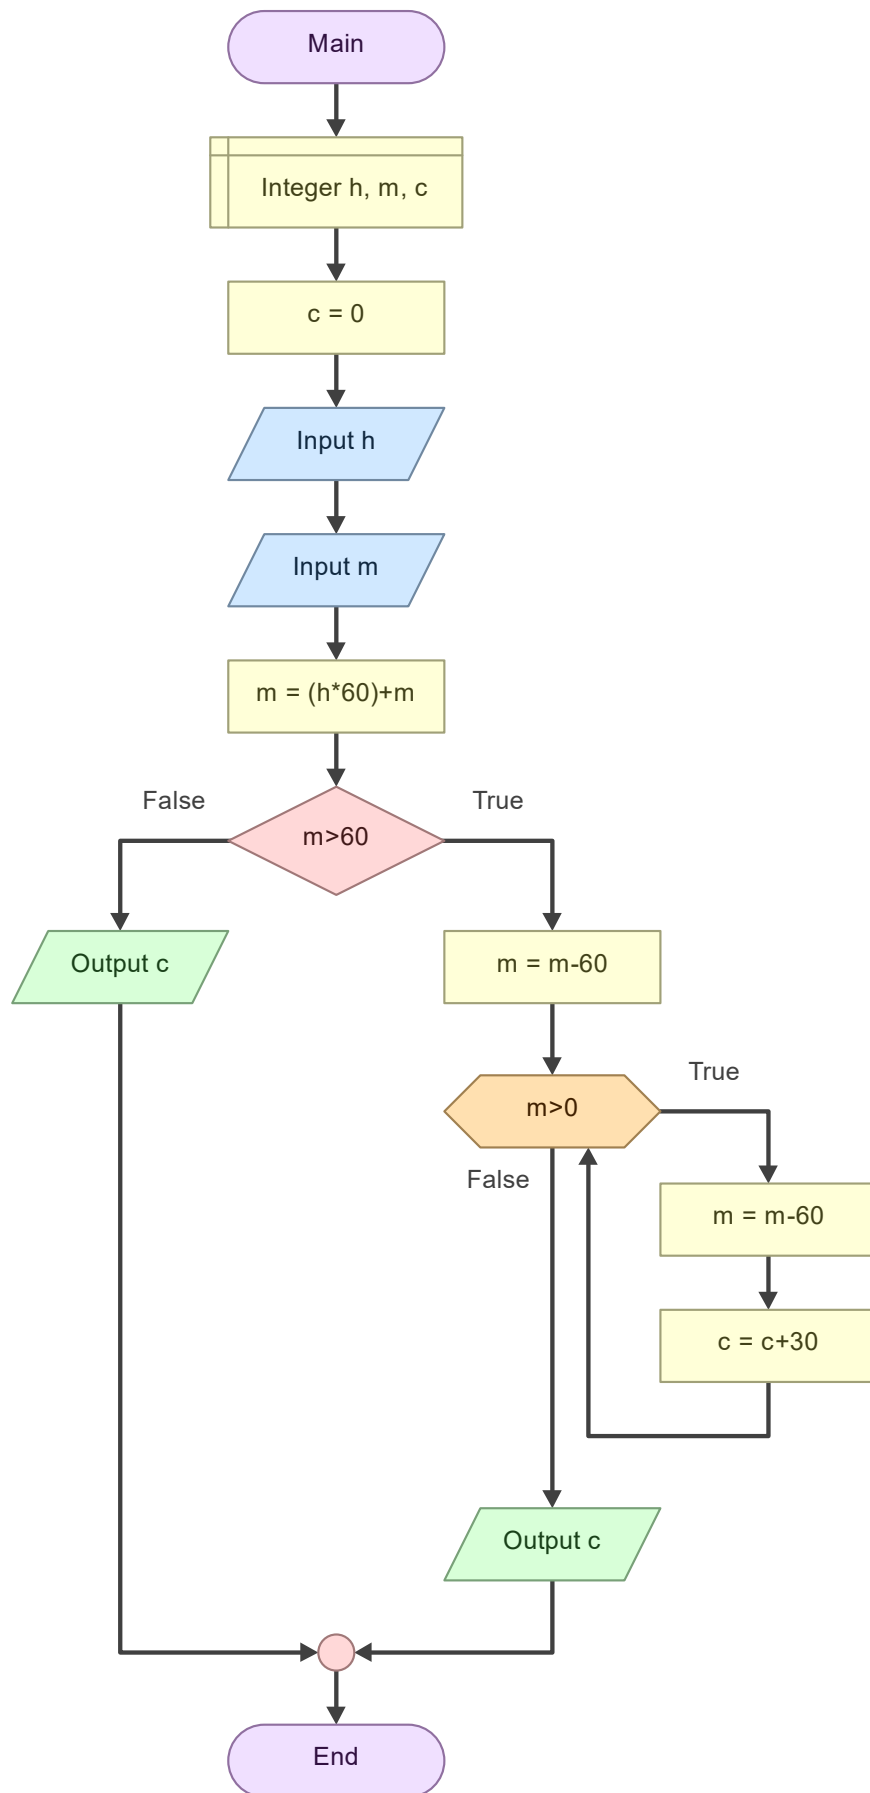 Main
Integer h, m, c
c = 0
Input h
Input m
m = (h*60)+m
False
True
m>60
Output c
m = m-60
True
m>0
False
m = m-60
c = c+30
Output c
End